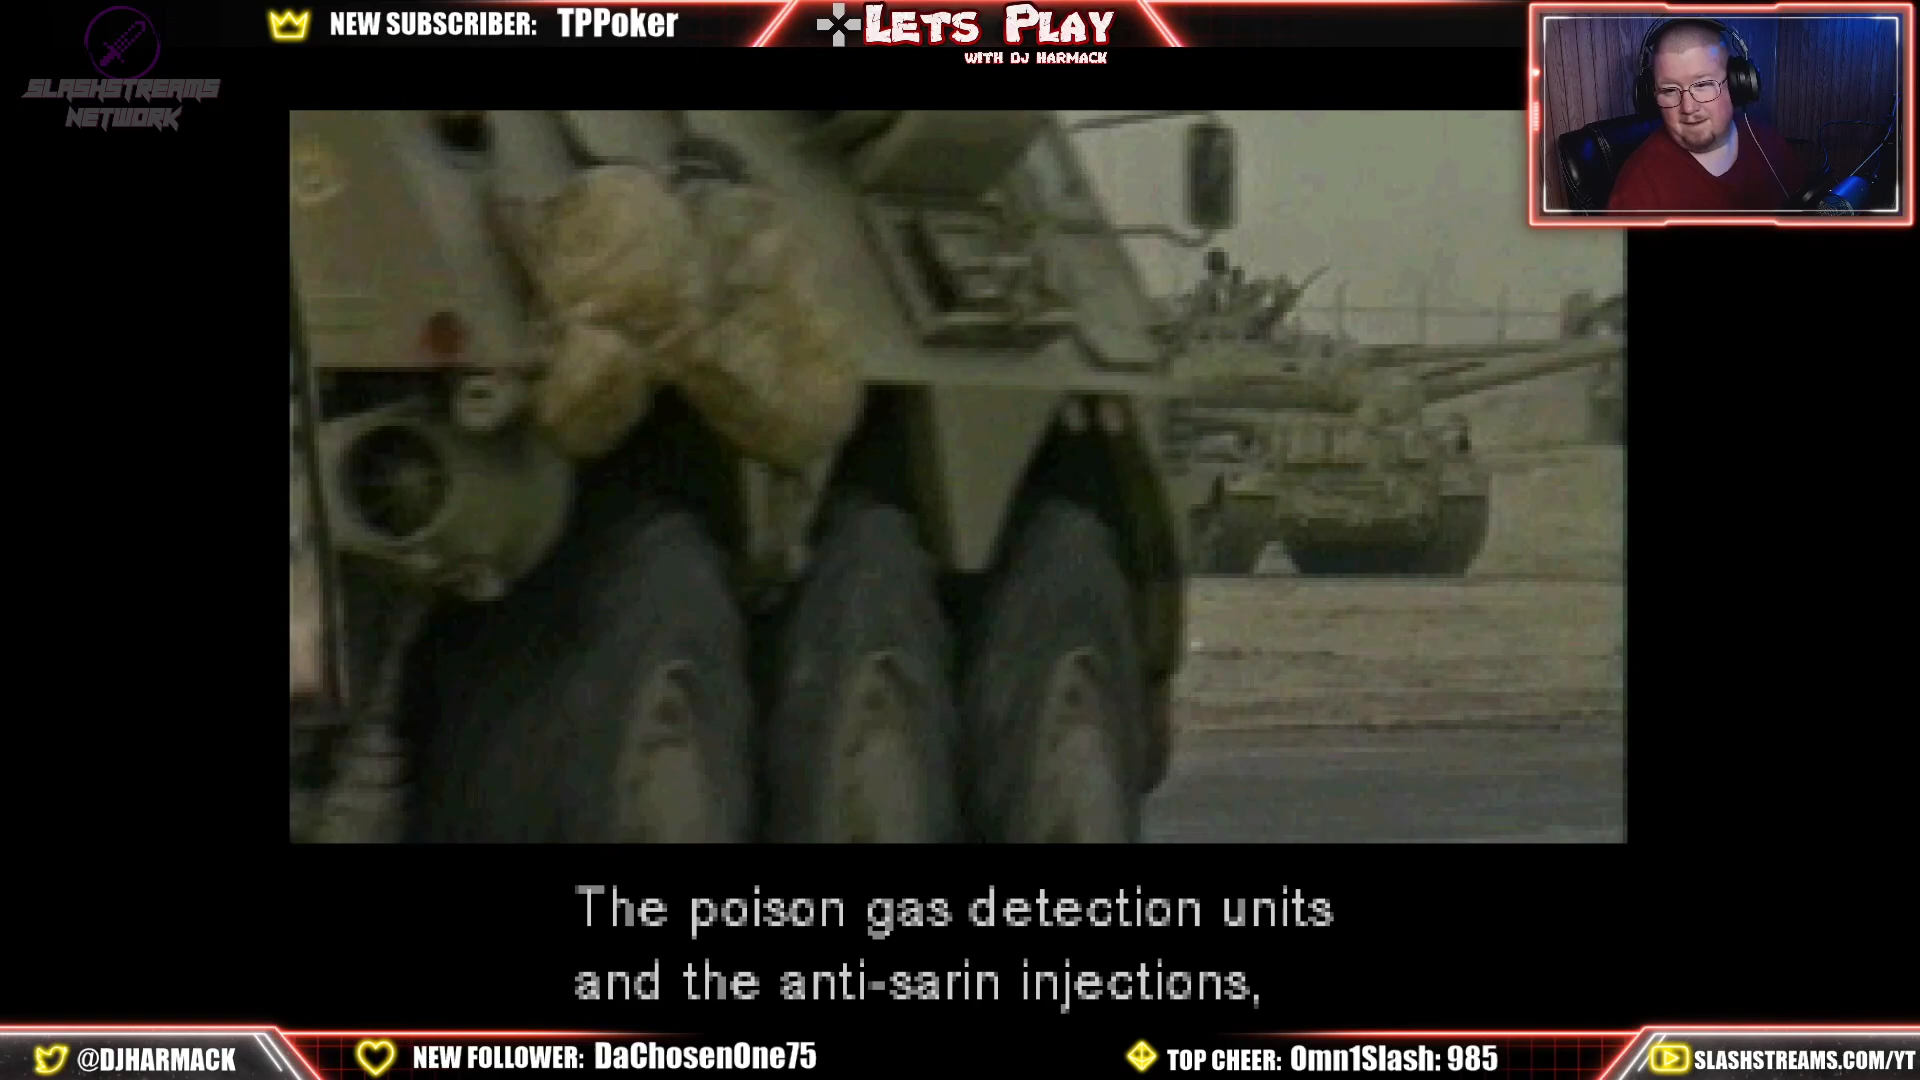 NEW SUBSCRIBER: TPPoker
LETS PLAY
WITH DJ HARMACK
SLASHSTREAMS
NETWORK
The poison gas detection units
and the anti-sarin injections,
@DJHARMACK
NEW FOLLOWER: DaChosenOne75
TOP CHEER: Omn1Slash: 985
SLASHSTREAMS.COM/YT